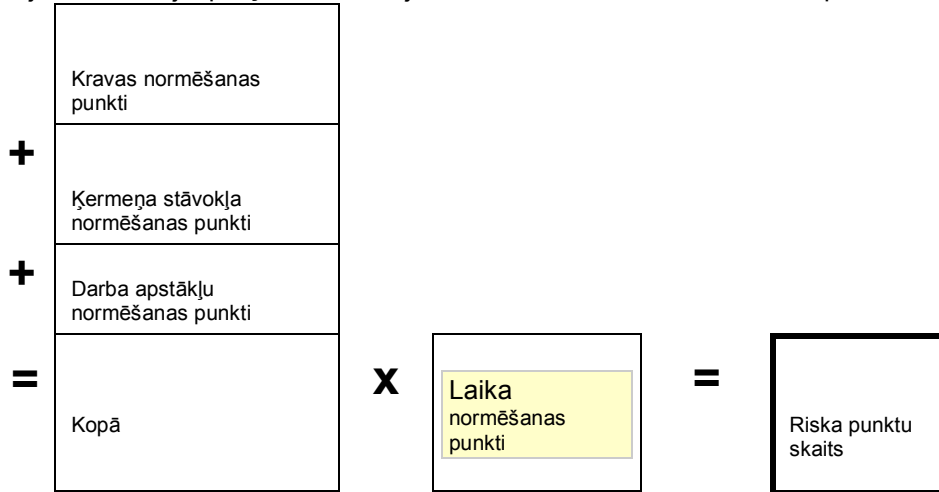 Kravas normēšanas
punkti
+
Ķermeņa stāvokļa
normēšanas punkti
+
Darba apstākļu
normēšanas punkti
=
Kopā
x
Laika
normēšanas
punkti
=
Riska punktu
skaits